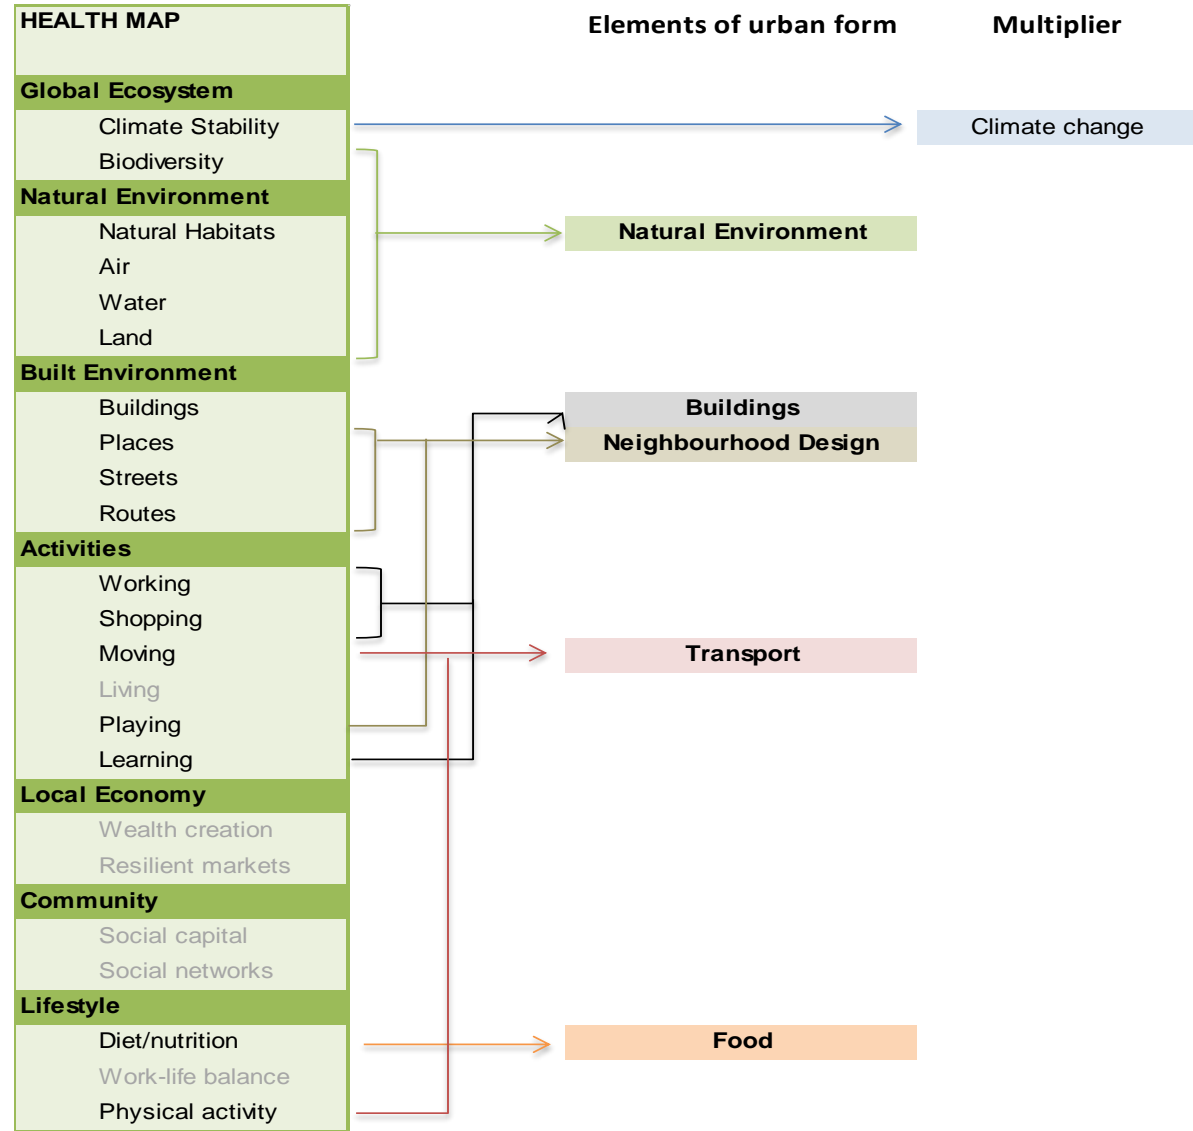 HEALTH MAP
Elements of urban form
Multiplier
Global Ecosystem
Climate Stability
Climate change
Biodiversity
Natural Environment
Natural Habitats
Natural Environment
Air
Water
Land
Built Environment
Buildings
Buildings
Places
Neighbourhood Design
Streets
Routes
Activities
Working
Shopping
Moving
Transport
Living
Playing
Learning
Local Economy
Wealth creation
Resilient markets
Community
Social capital
Social networks
Lifestyle
Diet/nutrition
Food
Work-life balance
Physical activity